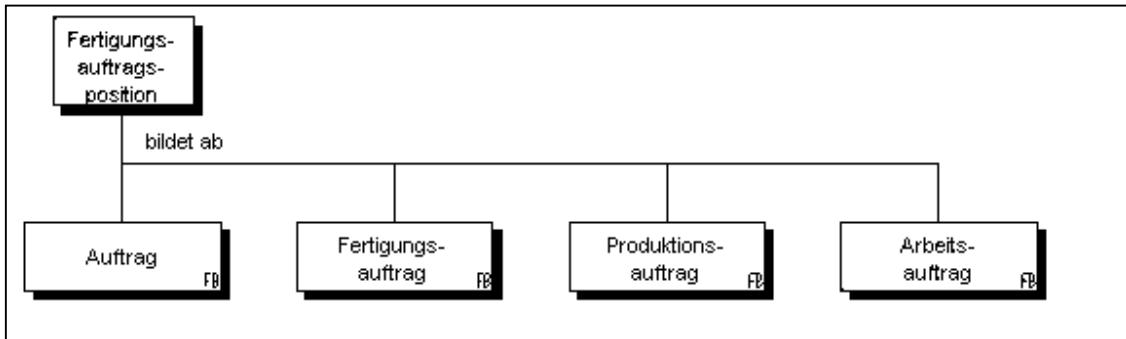 Fertigungs-
auftrags-
position
bildet ab
Auftrag
FB
Fertigungs-
auftrag
FB
Produktions-
auftrag
FB
Arbeits-
auftrag
FB